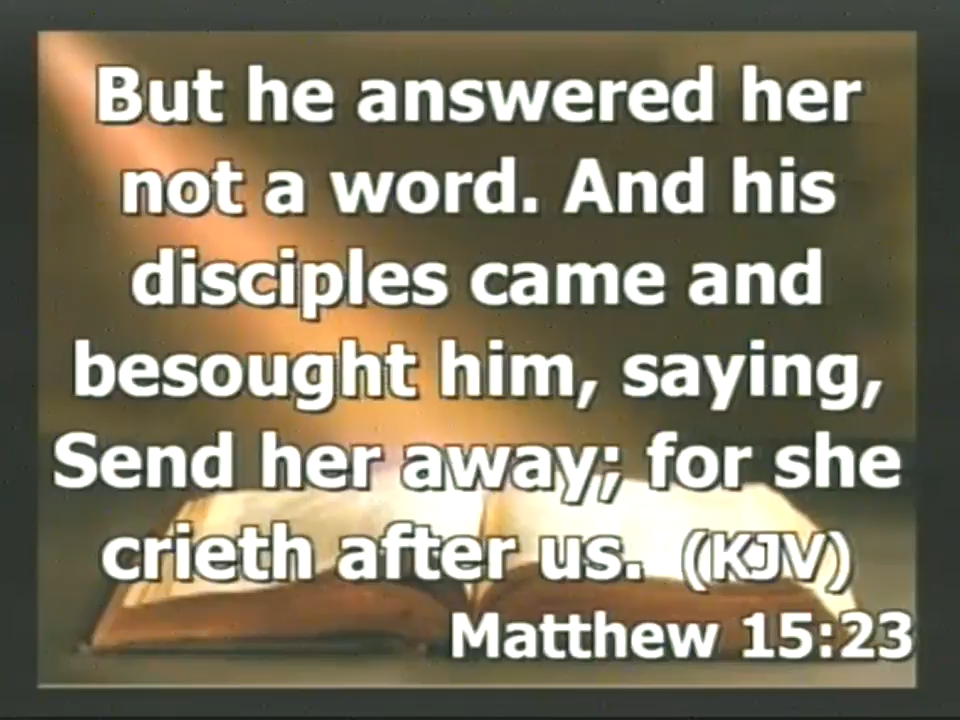 But he answered her
not a word. And his
disciples came and
besought him, saying,
Send her away; for she
crieth after us. (KJV)
Matthew 15:23